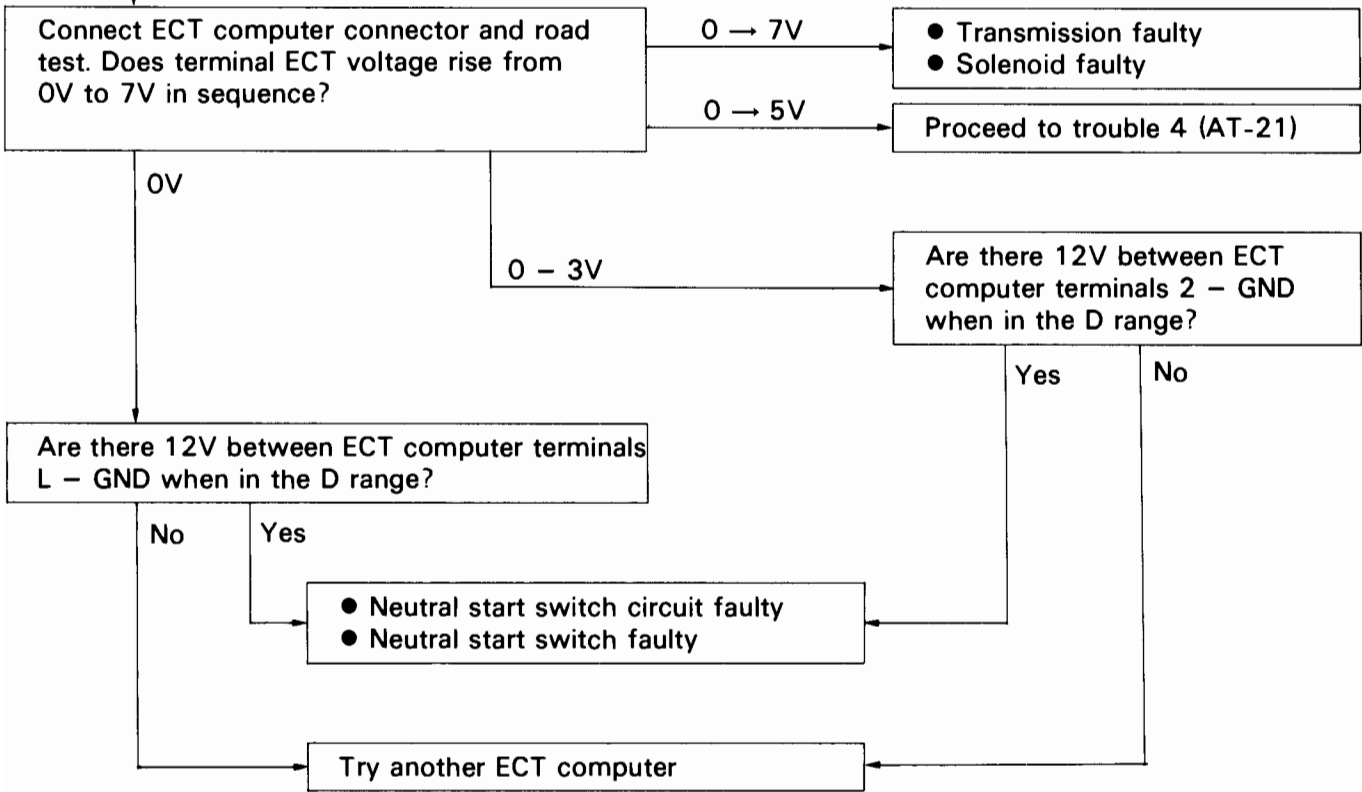 Connect ECT computer connector and road
test. Does terminal ECT voltage rise from
0V to 7V in sequence?
0 → 7V
● Transmission faulty
● Solenoid faulty
0 → 5V
Proceed to trouble 4 (AT-21)
0V
0 – 3V
Are there 12V between ECT
computer terminals 2 – GND
when in the D range?
Yes
No
Are there 12V between ECT computer terminals
L – GND when in the D range?
No
Yes
● Neutral start switch circuit faulty
● Neutral start switch faulty
Try another ECT computer